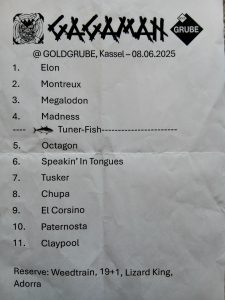 GAGAMAN
GRUBE
@ GOLDGRUBE, Kassel – 08.06.2025
1. Elon
2. Montreux
3. Megalodon
4. Madness
---- Tuner-Fish----------------------
5. Octagon
6. Speakin' In Tongues
7. Tusker
8. Chupa
9. El Corsino
10. Paternosta
11. Claypool
Reserve: Weedtrain, 19+1, Lizard King,
Adorra